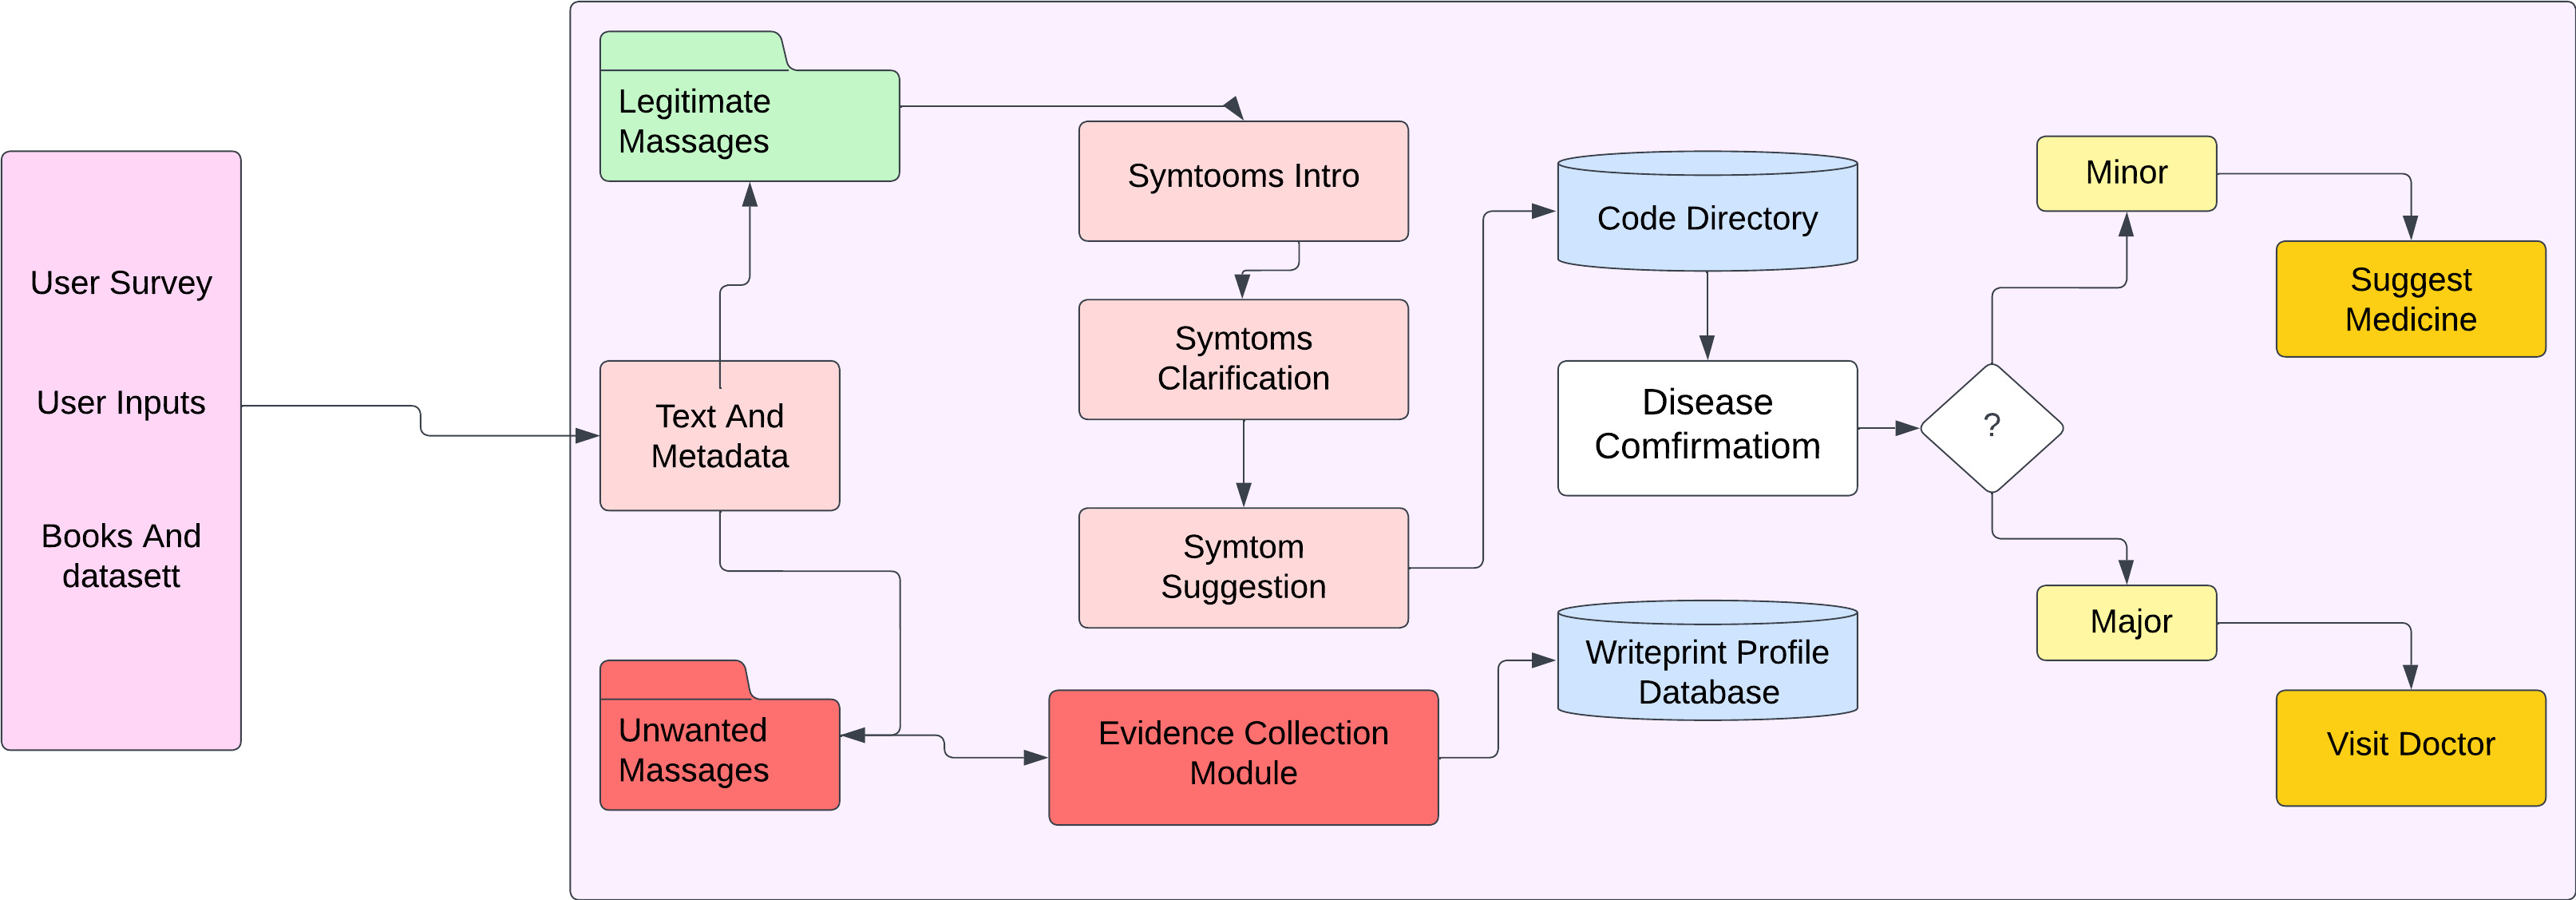 User Survey
User Inputs
Books And
datasett
Legitimate
Massages
Text And
Metadata
Unwanted
Massages
Symtooms Intro
Symtoms
Clarification
Symtom
Suggestion
Evidence Collection
Module
Code Directory
Disease
Comfirmatiom
Writeprint Profile
Database
?
Minor
Major
Suggest
Medicine
Visit Doctor